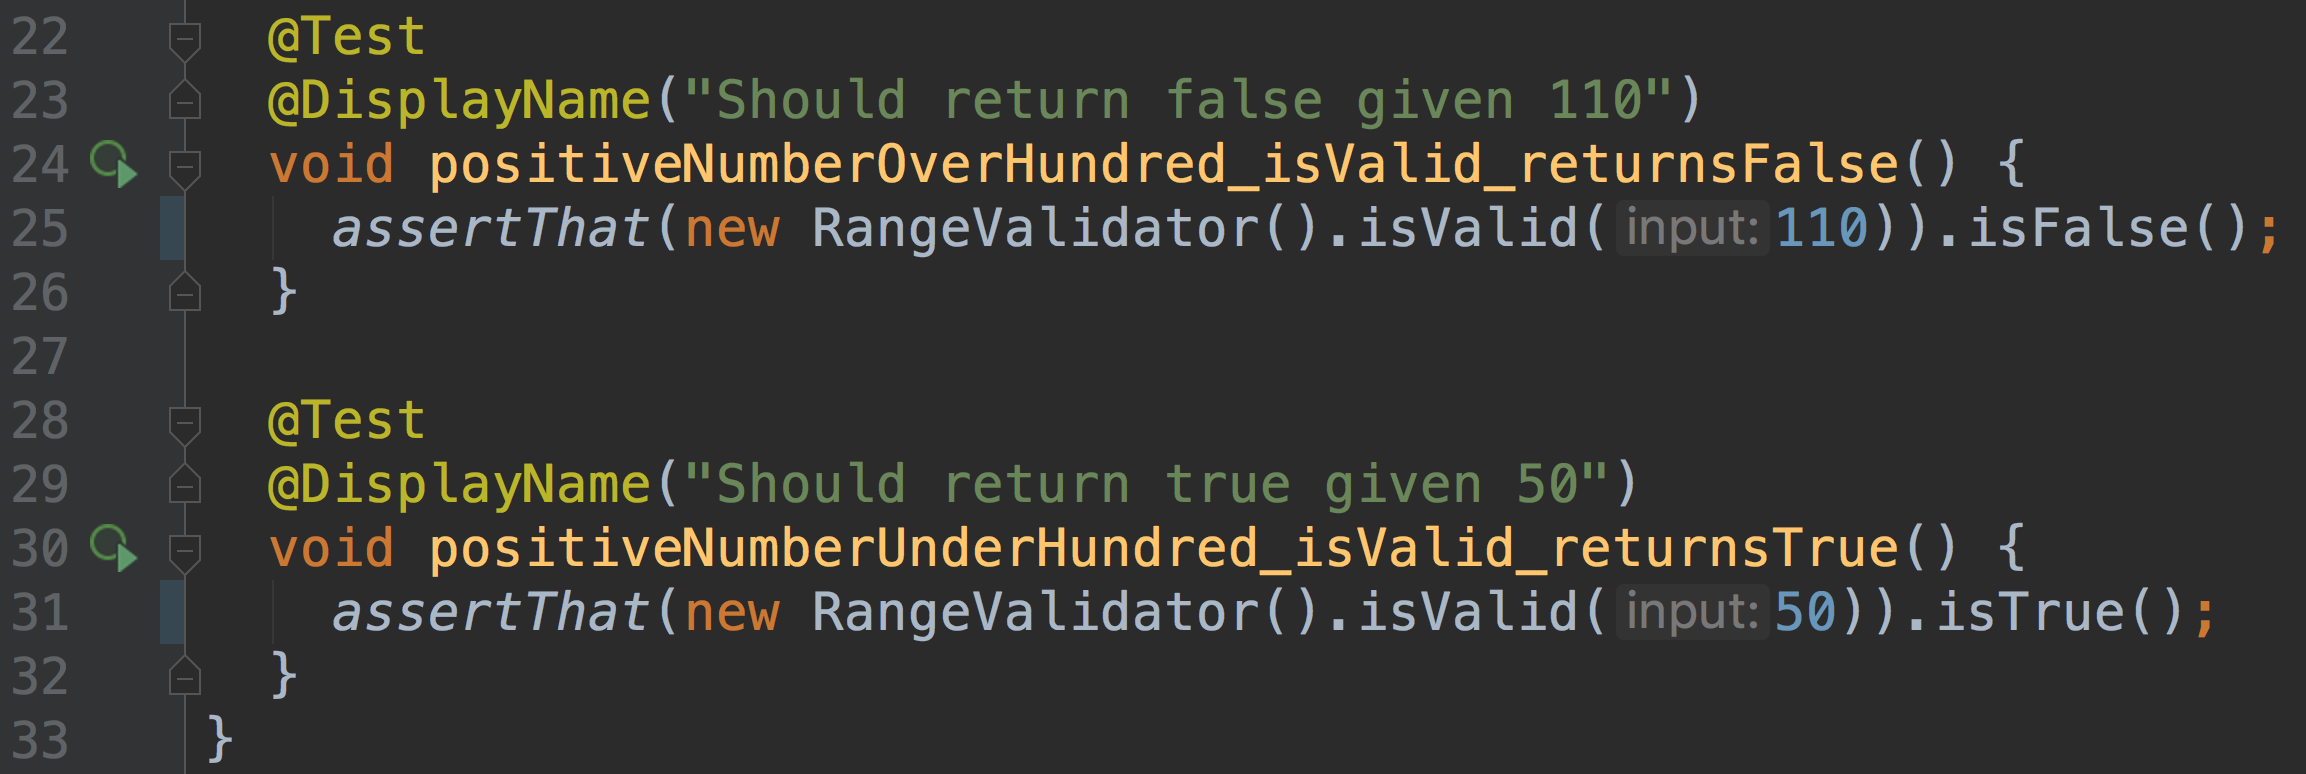 22 @Test
23 @DisplayName("Should return false given 110")
24 void positiveNumberOverHundred_isValid_returnsFalse() {
25 assertThat(new RangeValidator().isValid(input:110)).isFalse();
26 }
27
28 @Test
29 @DisplayName("Should return true given 50")
30 void positiveNumberUnderHundred_isValid_returnsTrue() {
31 assertThat(new RangeValidator().isValid(input:50)).isTrue();
32 }
33 }